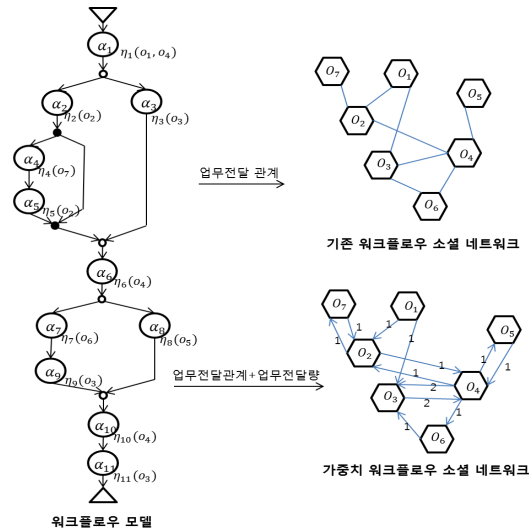 α1
η1(o1, o4)
α2
η2(o2)
α3
η3(o3)
α4
η4(o7)
α5
η5(o2)
α6
η6(o4)
α7
η7(o6)
α8
η8(o5)
α9
η9(o3)
α10
η10(o4)
α11
η11(o3)
워크플로우 모델
업무전달 관계
O7
O1
O5
O2
O4
O3
O6
기존 워크플로우 소셜 네트워크
업무전달관계+업무전달량
O7
O1
O5
1
1
1
1
O2
1
1
1
1
O4
O3
2
2
1
O6
1
가중치 워크플로우 소셜 네트워크